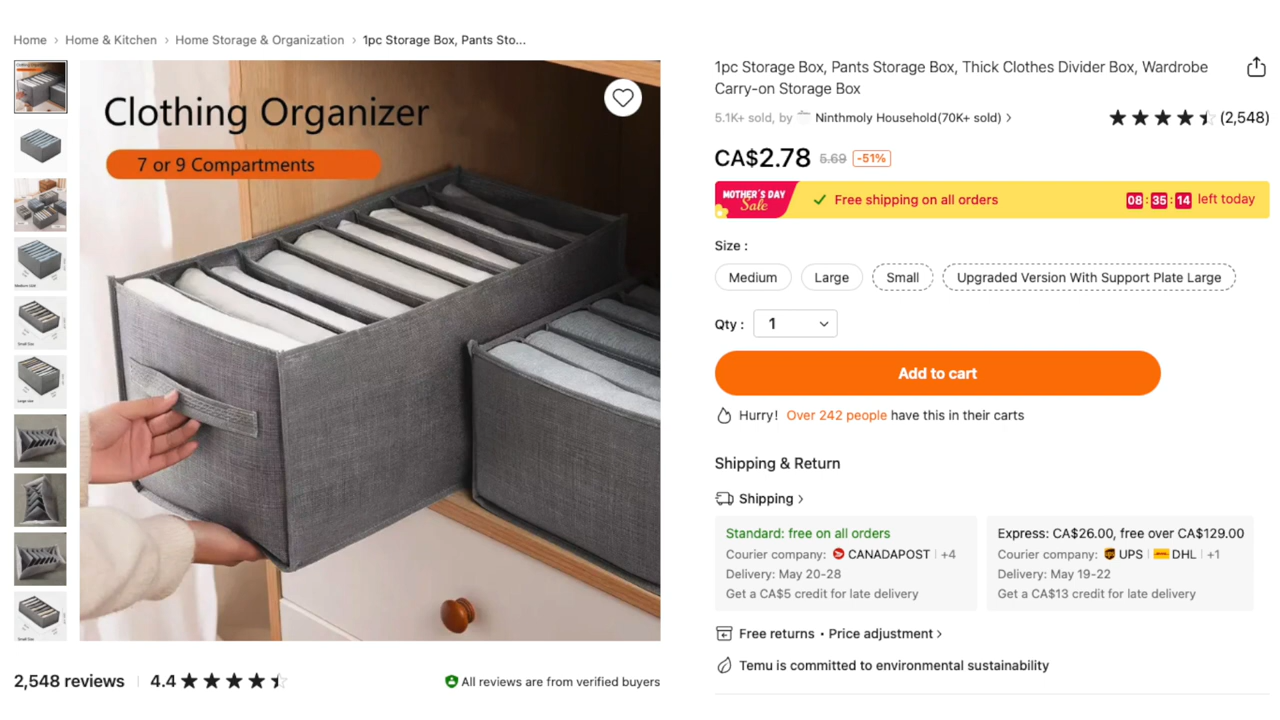 Home › Home & Kitchen › Home Storage & Organization › 1pc Storage Box, Pants Sto...
Clothing Organizer
7 or 9 Compartments
2,548 reviews
4.4
All reviews are from verified buyers
1pc Storage Box, Pants Storage Box, Thick Clothes Divider Box, Wardrobe
Carry-on Storage Box
5.1K+ sold, by Ninthmoly Household(70K+ sold) ›
(2,548)
CA$2.78 5.69 -51%
MOTHER'S DAY
Sale
Free shipping on all orders
08:35:14 left today
Size :
Medium
Large
Small
Upgraded Version With Support Plate Large
Qty : 1
Add to cart
Hurry! Over 242 people have this in their carts
Shipping & Return
Shipping ›
Standard: free on all orders
Courier company: CANADAPOST | +4
Delivery: May 20-28
Get a CA$5 credit for late delivery
Express: CA$26.00, free over CA$129.00
Courier company: UPS | DHL | +1
Delivery: May 19-22
Get a CA$13 credit for late delivery
Free returns • Price adjustment ›
Temu is committed to environmental sustainability